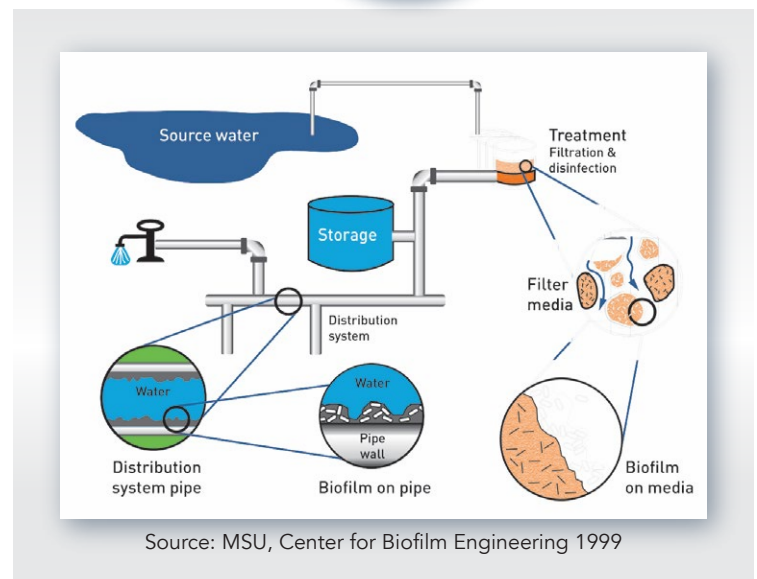 Source water
Treatment
Filtration &
disinfection
Storage
Filter
media
Distribution
system
Water
Water
Pipe
wall
Distribution
system pipe
Biofilm on pipe
Biofilm
on media
Source: MSU, Center for Biofilm Engineering 1999